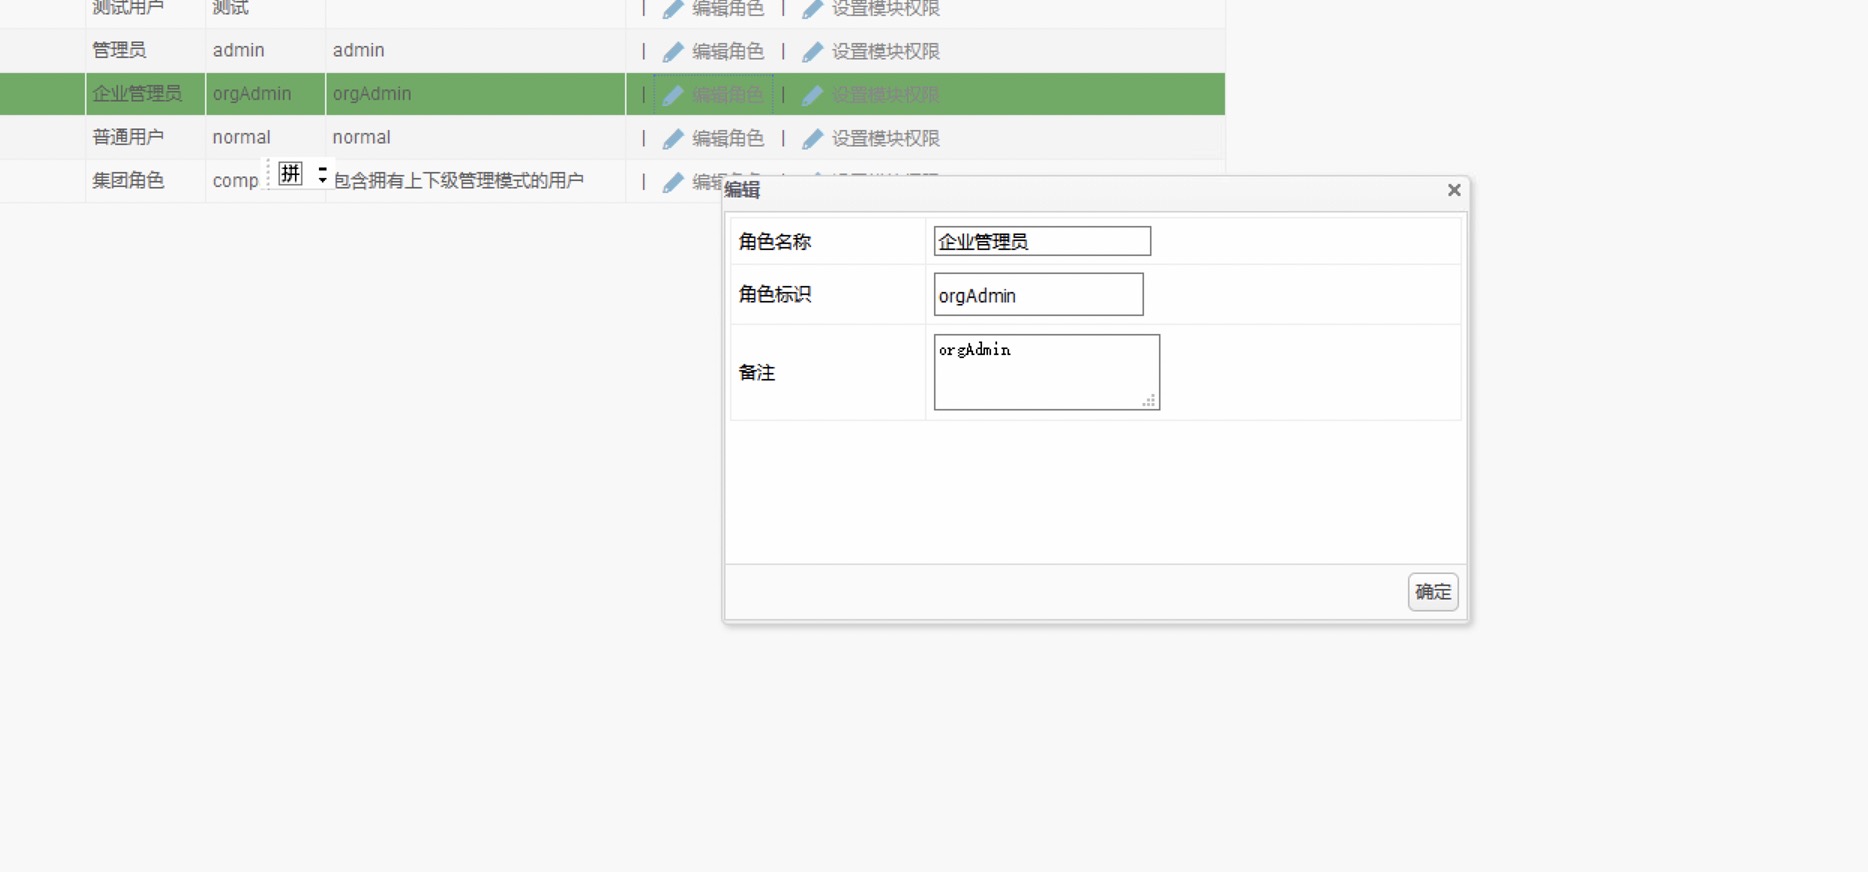 测试用户 测试 | 编辑角色 | 设置模块权限
管理员 admin admin | 编辑角色 | 设置模块权限
企业管理员 orgAdmin orgAdmin | 编辑角色 | 设置模块权限
普通用户 normal normal | 编辑角色 | 设置模块权限
集团角色 comp 拼 包含拥有上下级管理模式的用户 | 编辑
编辑
角色名称 企业管理员
角色标识 orgAdmin
备注 orgAdmin
确定